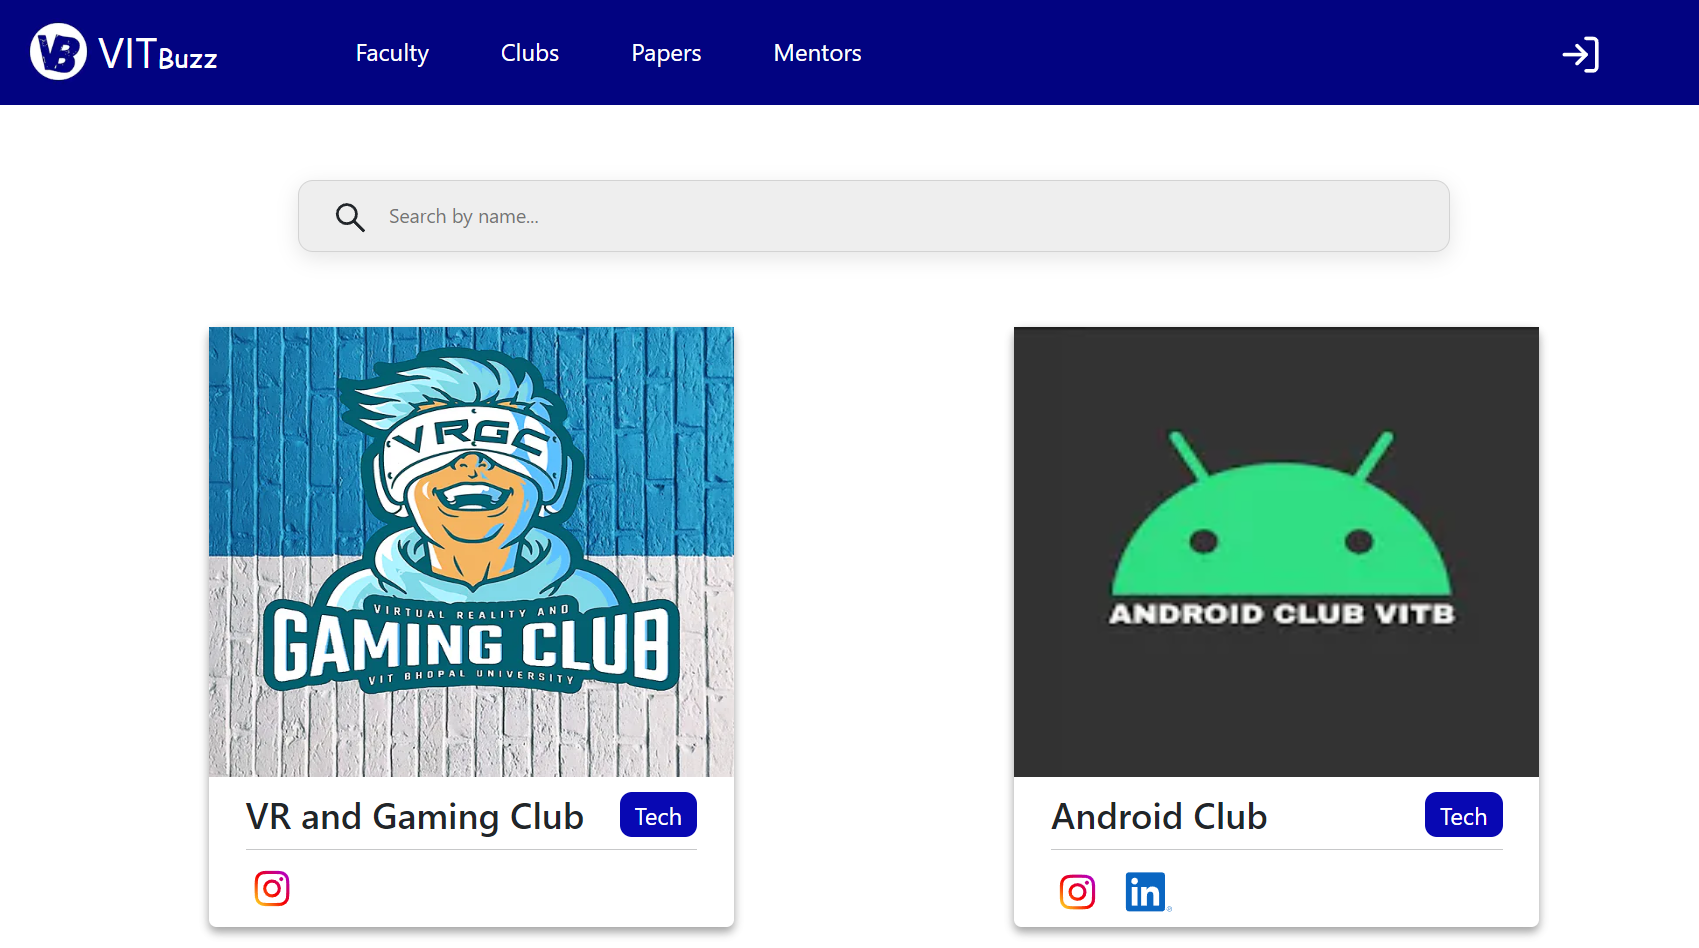 VB VITBuzz Faculty Clubs Papers Mentors
Search by name...
VRGC
VIRTUAL REALITY AND
GAMING CLUB
VIT BHOPAL UNIVERSITY
ANDROID CLUB VITB
VR and Gaming Club Tech
Android Club Tech
in